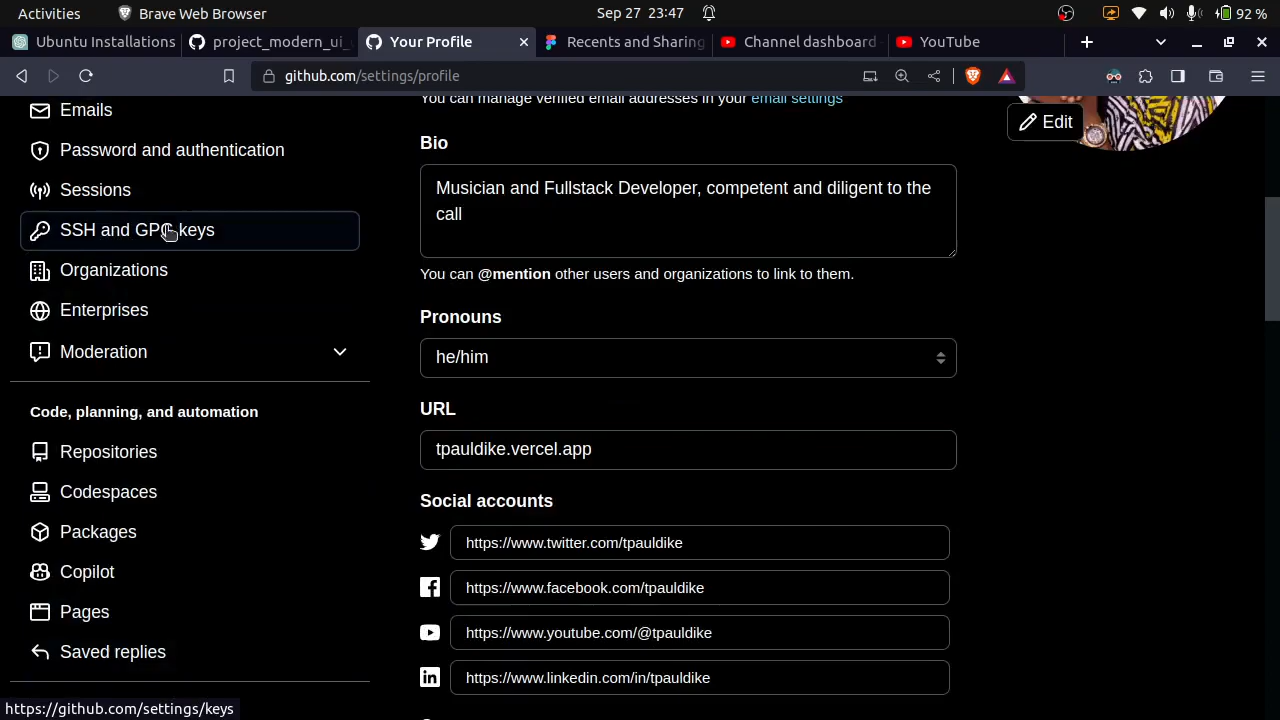 Activities
Brave Web Browser
Sep 27 23:47
92 %
Ubuntu Installations
project_modern_ui_
Your Profile
Recents and Sharing
Channel dashboard
YouTube
github.com/settings/profile
Emails
Password and authentication
Sessions
SSH and GPG keys
Organizations
Enterprises
Moderation
Code, planning, and automation
Repositories
Codespaces
Packages
Copilot
Pages
Saved replies
https://github.com/settings/keys
You can manage verified email addresses in your email settings
Edit
Bio
Musician and Fullstack Developer, competent and diligent to the
call
You can @mention other users and organizations to link to them.
Pronouns
he/him
URL
tpauldike.vercel.app
Social accounts
https://www.twitter.com/tpauldike
https://www.facebook.com/tpauldike
https://www.youtube.com/@tpauldike
https://www.linkedin.com/in/tpauldike